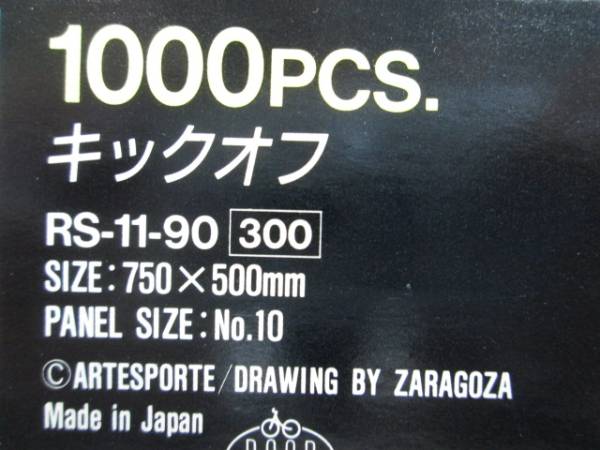 1000PCS.
キックオフ
RS-11-90 300
SIZE:750×500mm
PANEL SIZE:No.10
©ARTESPORTE/DRAWING BY ZARAGOZA
Made in Japan